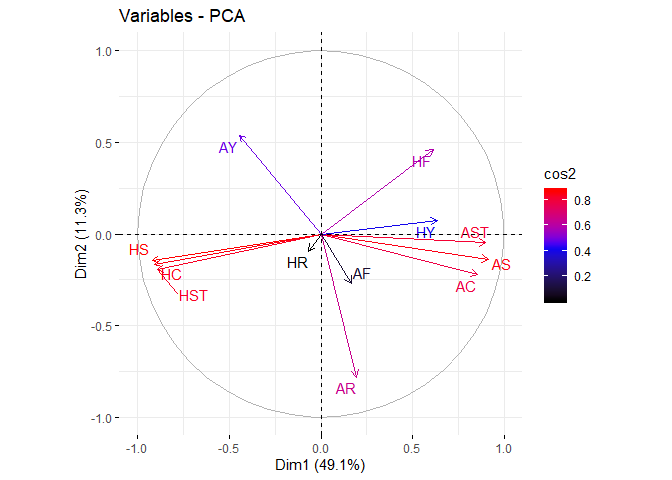 Variables - PCA
1.0
0.5
0.0
-0.5
-1.0
Dim2 (11.3%)
AY
HF
HY
AST
HS
HC
HST
HR
AF
AS
AC
AR
-1.0 -0.5 0.0 0.5 1.0
Dim1 (49.1%)
cos2
0.8
0.6
0.4
0.2